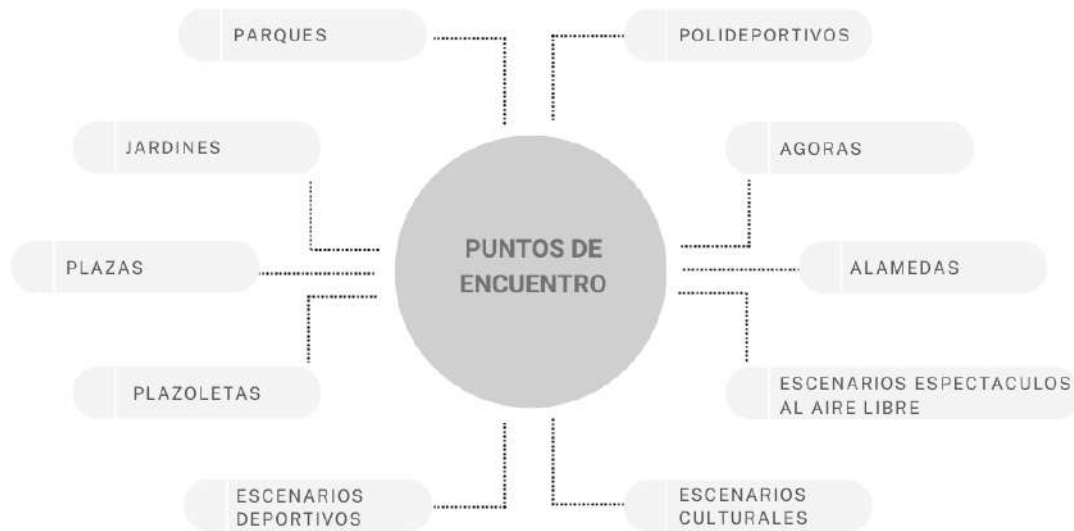 PARQUES
POLIDEPORTIVOS
JARDINES
AGORAS
PUNTOS DE
ENCUENTRO
PLAZAS
ALAMEDAS
PLAZOLETAS
ESCENARIOS ESPECTACULOS
AL AIRE LIBRE
ESCENARIOS
DEPORTIVOS
ESCENARIOS
CULTURALES